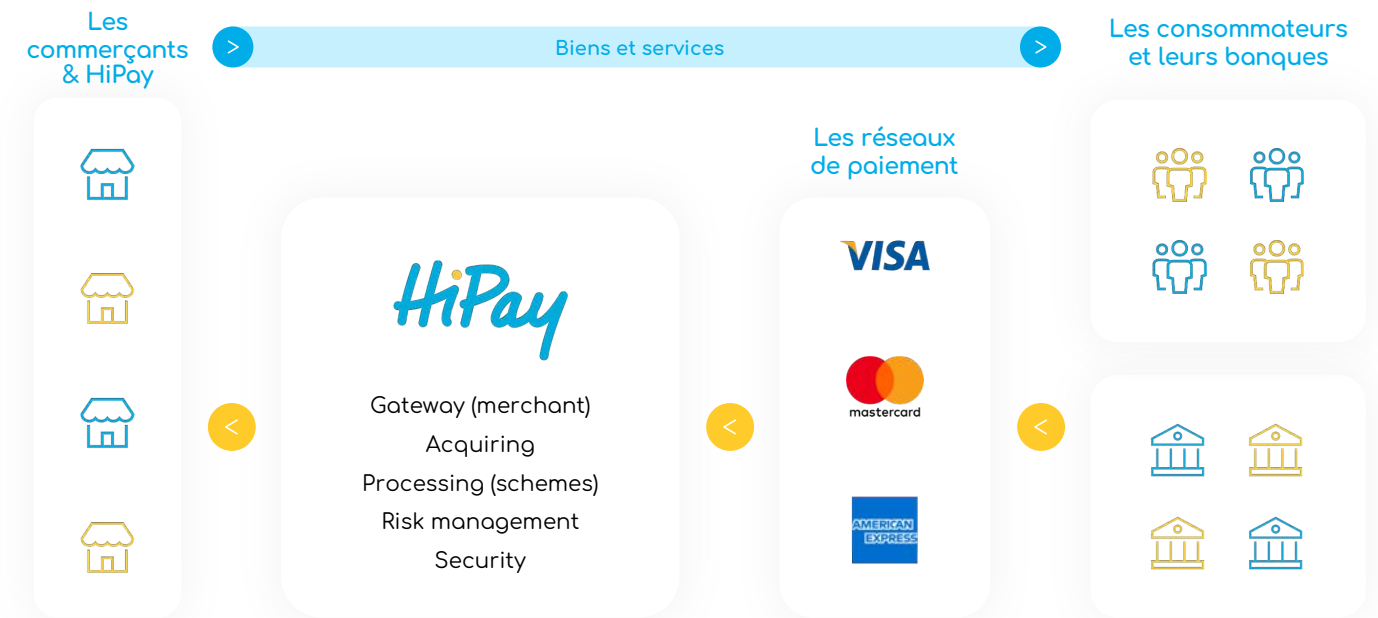 Les
commerçants
& HiPay
>
Biens et services
>
Les consommateurs
et leurs banques
Les réseaux
de paiement
HiPay
Gateway (merchant)
Acquiring
Processing (schemes)
Risk management
Security
VISA
mastercard
AMERICAN
EXPRESS
<
<
<